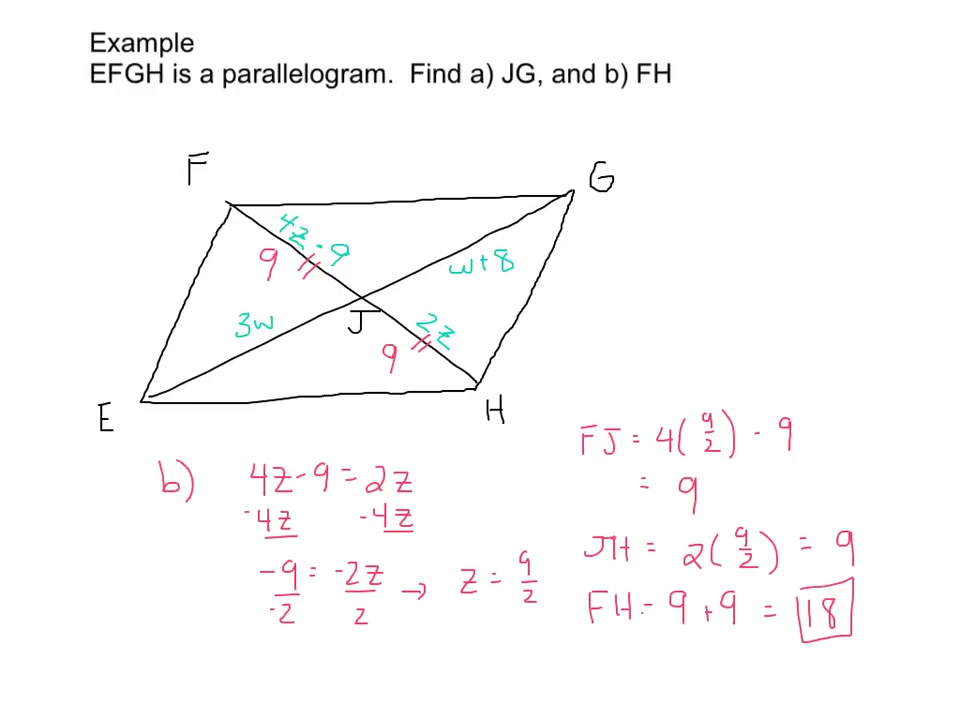 Example
EFGH is a parallelogram. Find a) JG, and b) FH
F
G
4z - 9
9
w+8
3w
J
2z
9
E
H
b) 4z - 9 = 2z
-4z -4z
-9 = -2z → z = 9/2
-2 2
FJ = 4(9/2) - 9
= 9
JH = 2(9/2) = 9
FH = 9 + 9 = 18